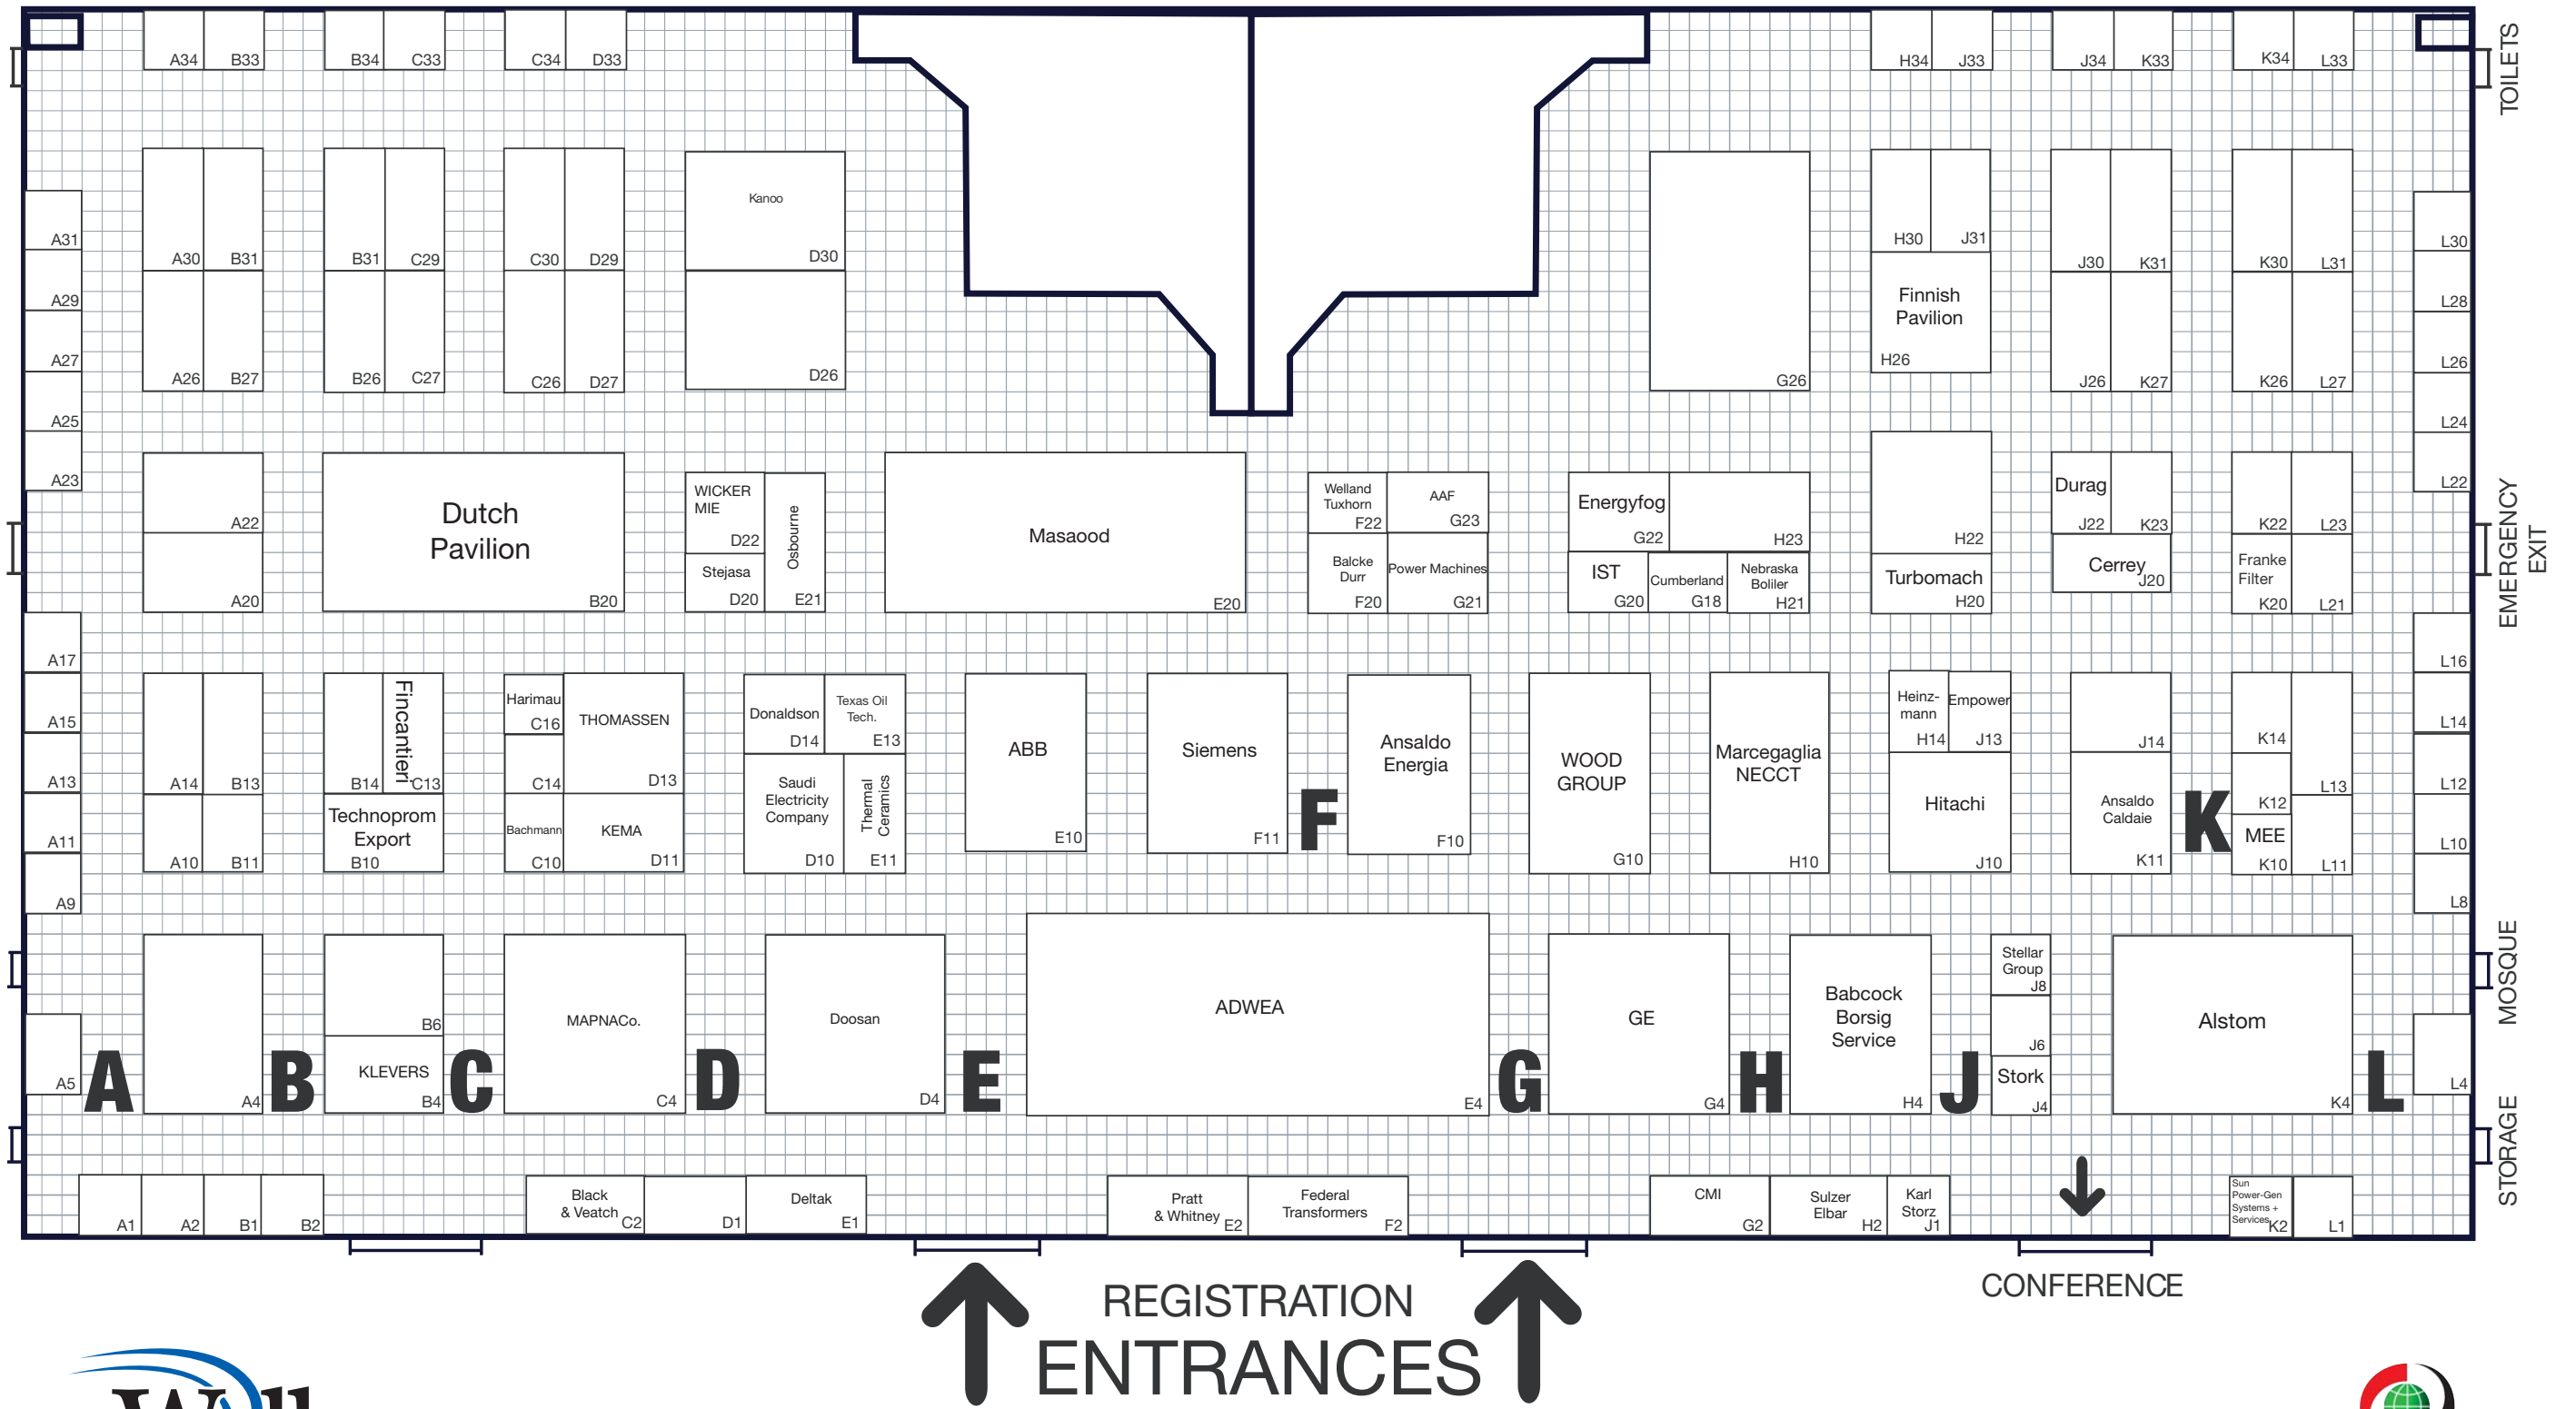 A34 B33 B34 C33 C34 D33 H34 J33 J34 K33 K34 L33
TOILETS
Kanoo
A31 A30 B31 B31 C29 C30 D29 D30 H30 J31 J30 K31 K30 L31 L30
A29 L28
Finnish
Pavilion
H26
A27 A26 B27 B26 C27 C26 D27 D26 G26 J26 K27 K26 L27 L26
A25 L24
A23 L22
A22
A20
Dutch
Pavilion
B20
WICKER
MIE
D22
Stejasa
D20
Osbourne
E21
Masaood
E20
Welland
Tuxhorn
F22
AAF
G23
Balcke
Durr
F20
Power Machines
G21
Energyfog
G22
H23
IST
G20
Cumberland
G18
Nebraska
Boliler
H21
H22
Turbomach
H20
Durag
J22
K23
Cerrey
J20
K22
L23
Franke
Filter
K20
L21
EMERGENCY
EXIT
A17 L16
A15 L14
A13 L12
A11 L10
A9 L8
A14 B13
A10 B11
B14
Fincantieri
C13
Technoprom
Export
B10
Harimau
C16
THOMASSEN
D13
C14
Bachmann
C10
KEMA
D11
Donaldson
D14
Texas Oil
Tech.
E13
Saudi
Electricity
Company
D10
Thermal
Ceramics
E11
ABB
E10
Siemens
F11
F
Ansaldo
Energia
F10
WOOD
GROUP
G10
Marcegaglia
NECCT
H10
Heinz-
mann
H14
Empower
J13
Hitachi
J10
J14
Ansaldo
Caldaie
K11
K
K14
L13
K12
MEE
K10
L11
MOSQUE
A5
A
A4
B
B6
KLEVERS
B4
C
MAPNACo.
C4
D
Doosan
D4
E
ADWEA
E4
G
GE
G4
H
Babcock
Borsig
Service
H4
J
Stellar
Group
J8
J6
Stork
J4
Alstom
K4
L
L4
STORAGE
A1 A2 B1 B2
Black
& Veatch
C2
D1
Deltak
E1
Pratt
& Whitney
E2
Federal
Transformers
F2
CMI
G2
Sulzer
Elbar
H2
Karl
Storz
J1
Sun
Power-Gen
Systems +
Services
K2
L1
REGISTRATION
ENTRANCES
CONFERENCE